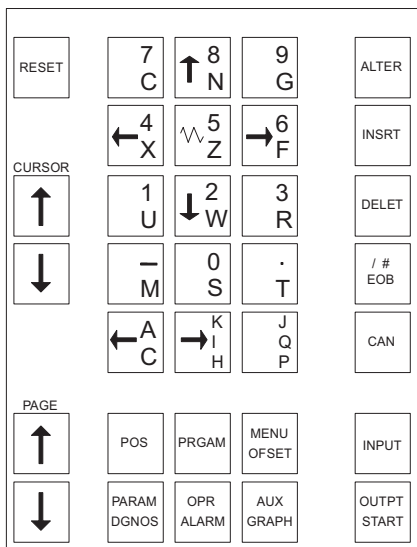 RESET
7
C
8
N
9
G
ALTER
4
X
5
Z
6
F
INSRT
CURSOR
1
U
2
W
3
R
DELET
–
M
0
S
.
T
/ #
EOB
A
C
K
I
H
J
Q
P
CAN
PAGE
POS
PRGAM
MENU
OFSET
INPUT
PARAM
DGNOS
OPR
ALARM
AUX
GRAPH
OUTPT
START